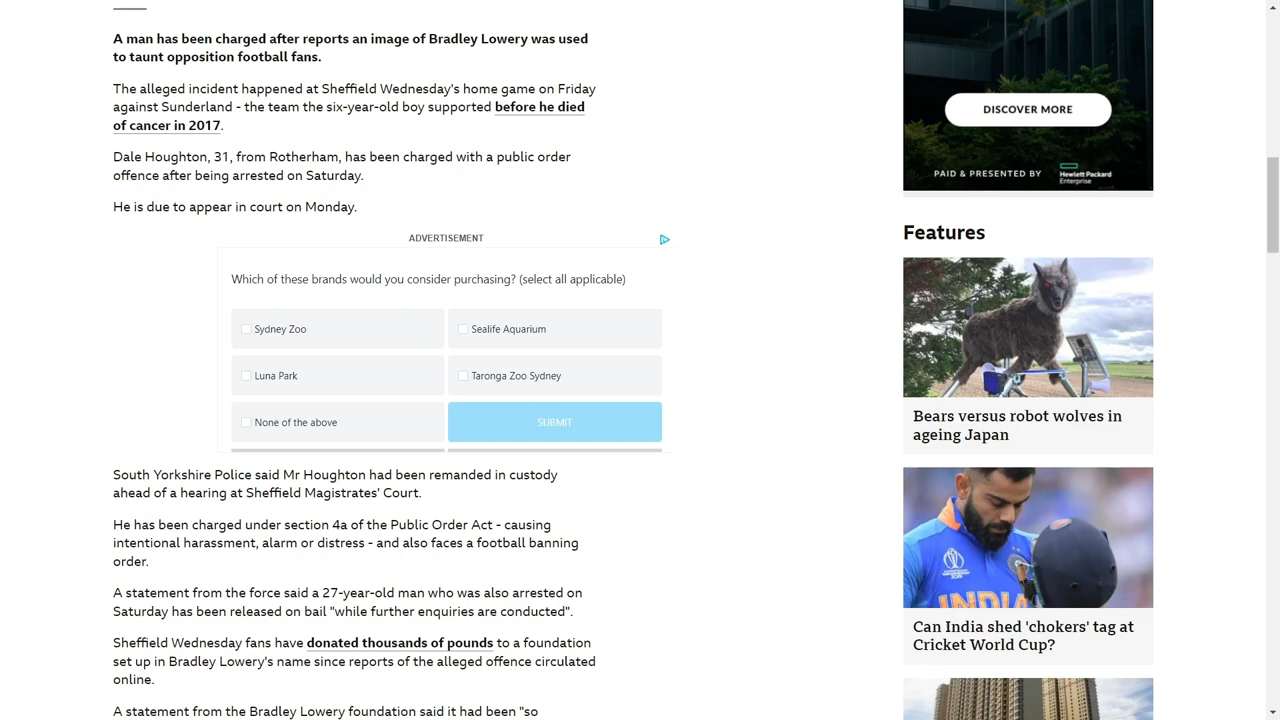 A man has been charged after reports an image of Bradley Lowery was used
to taunt opposition football fans.
The alleged incident happened at Sheffield Wednesday's home game on Friday
against Sunderland - the team the six-year-old boy supported before he died
of cancer in 2017.
Dale Houghton, 31, from Rotherham, has been charged with a public order
offence after being arrested on Saturday.
He is due to appear in court on Monday.
ADVERTISEMENT
Which of these brands would you consider purchasing? (select all applicable)
Sydney Zoo
Sealife Aquarium
Luna Park
Taronga Zoo Sydney
None of the above
SUBMIT
South Yorkshire Police said Mr Houghton had been remanded in custody
ahead of a hearing at Sheffield Magistrates' Court.
He has been charged under section 4a of the Public Order Act - causing
intentional harassment, alarm or distress - and also faces a football banning
order.
A statement from the force said a 27-year-old man who was also arrested on
Saturday has been released on bail "while further enquiries are conducted".
Sheffield Wednesday fans have donated thousands of pounds to a foundation
set up in Bradley Lowery's name since reports of the alleged offence circulated
online.
A statement from the Bradley Lowery foundation said it had been "so
DISCOVER MORE
PAID & PRESENTED BY
Hewlett Packard
Enterprise
Features
Bears versus robot wolves in
ageing Japan
INDIA
Can India shed 'chokers' tag at
Cricket World Cup?